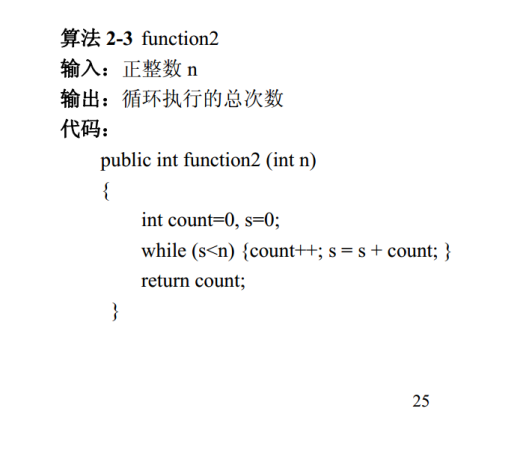 算法 2-3 function2
输入：正整数 n
输出：循环执行的总次数
代码：
public int function2 (int n)
{
int count=0, s=0;
while (s<n) {count++; s = s + count; }
return count;
}
25